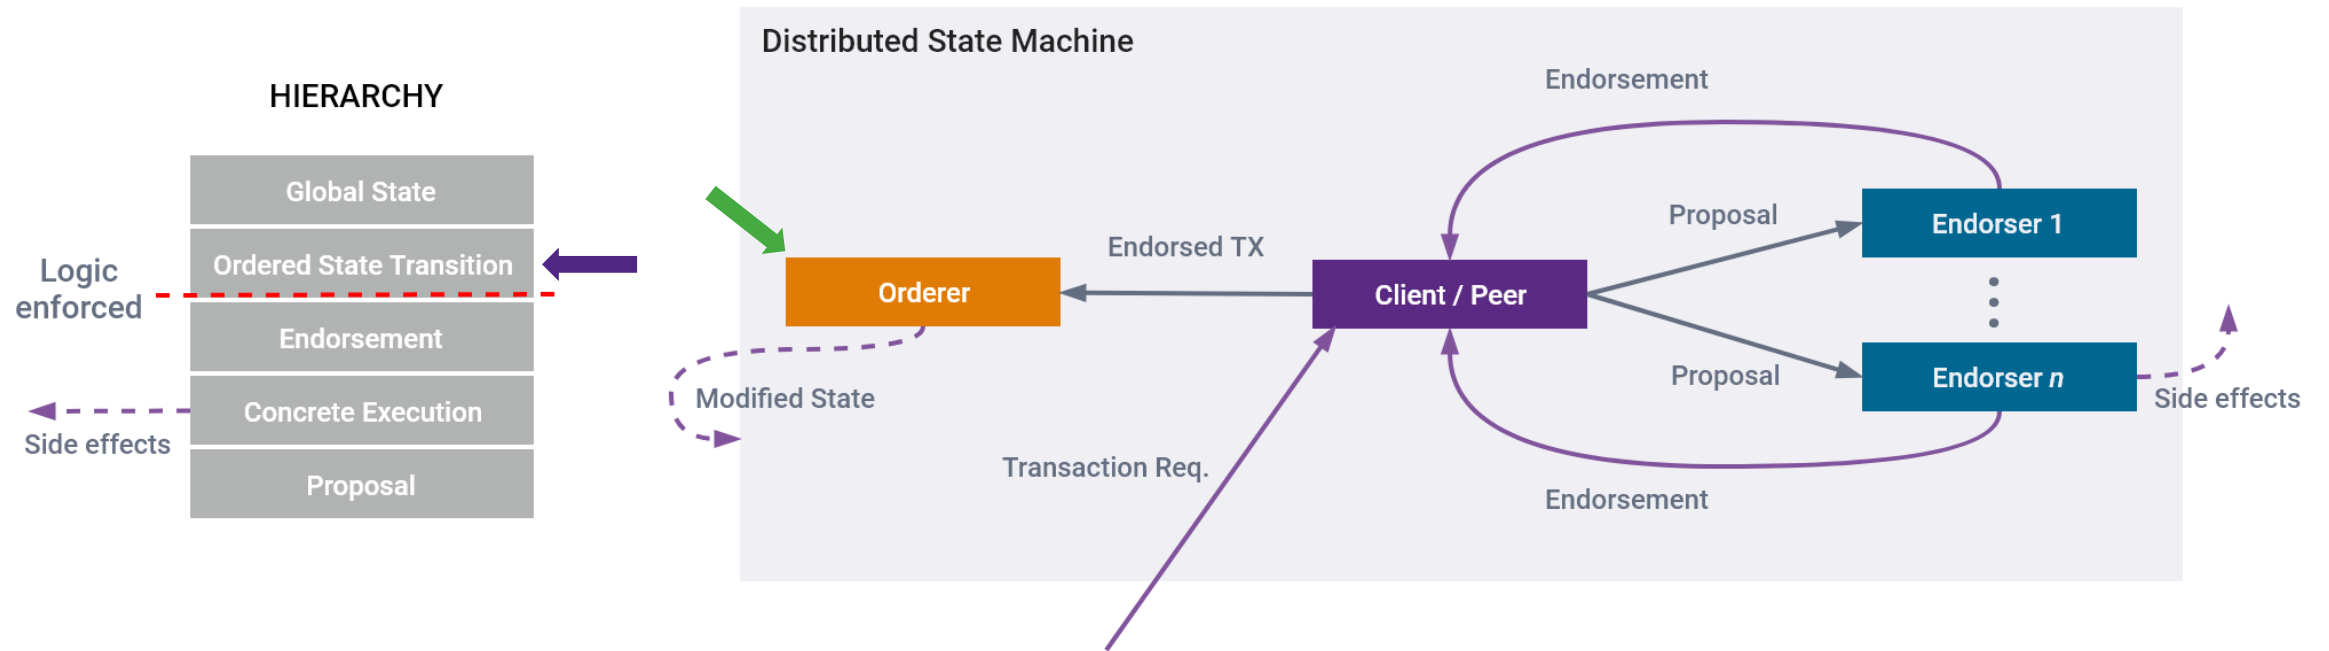 Distributed State Machine
HIERARCHY
Global State
Ordered State Transition
Logic
enforced
Endorsement
Concrete Execution
Side effects
Proposal
Endorsement
Proposal
Endorser 1
Endorsed TX
Orderer
Client / Peer
Proposal
Endorser n
Side effects
Modified State
Transaction Req.
Endorsement